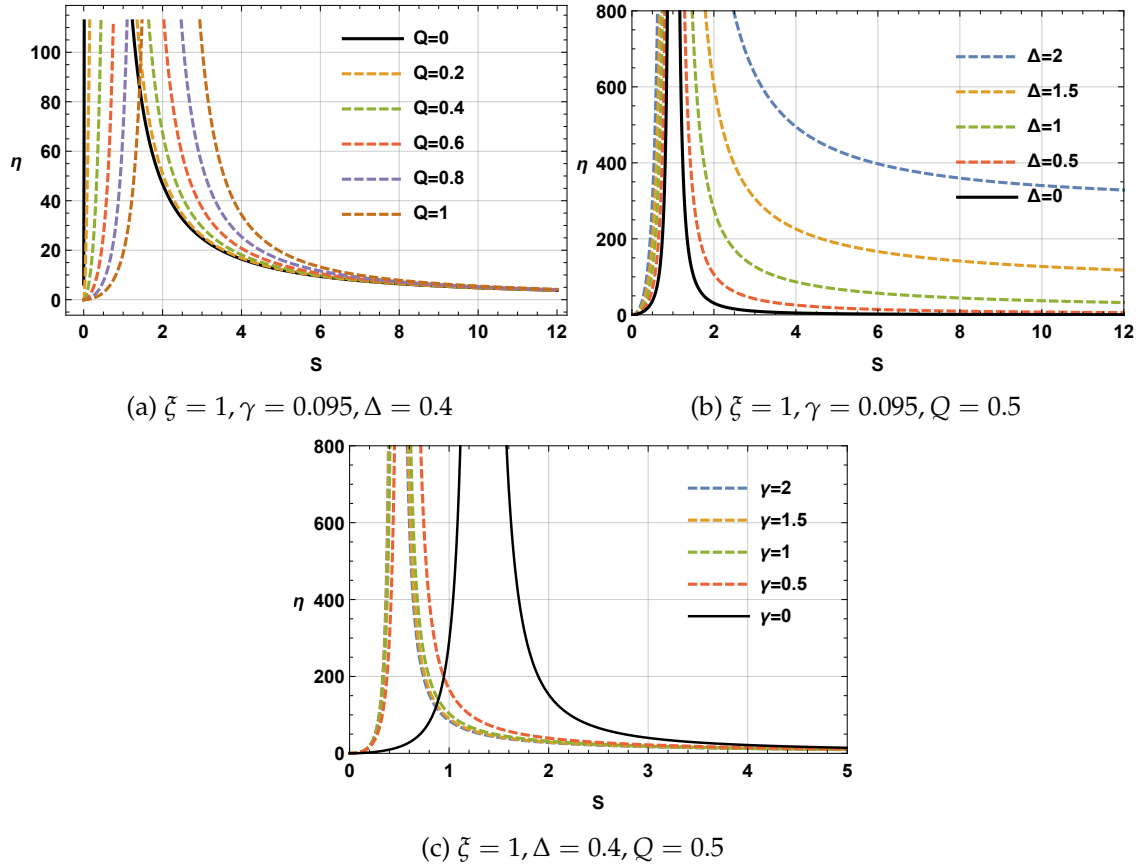 100
80
60
40
20
0
η
0 2 4 6 8 10 12
S
Q=0
Q=0.2
Q=0.4
Q=0.6
Q=0.8
Q=1
(a) ξ = 1, γ = 0.095, Δ = 0.4
800
600
400
200
0
η
0 2 4 6 8 10 12
S
Δ=2
Δ=1.5
Δ=1
Δ=0.5
Δ=0
(b) ξ = 1, γ = 0.095, Q = 0.5
800
600
400
200
0
η
0 1 2 3 4 5
S
γ=2
γ=1.5
γ=1
γ=0.5
γ=0
(c) ξ = 1, Δ = 0.4, Q = 0.5